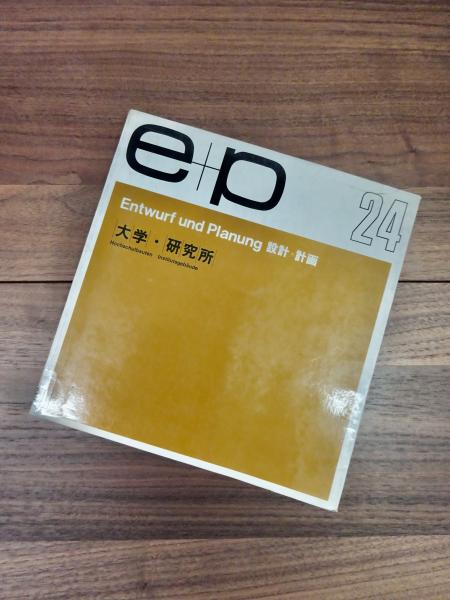 e+p
24
Entwurf und Planung 設計・計画
大学・研究所
Hochschulbauten Institutsgebäude